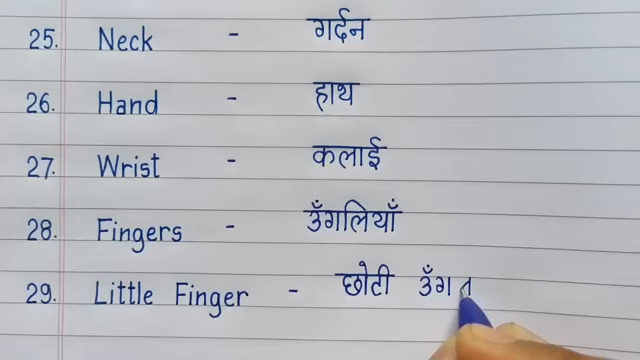 25. Neck - गर्दन
26. Hand - हाथ
27. Wrist - कलाई
28. Fingers - उँगलियाँ
29. Little Finger - छोटी